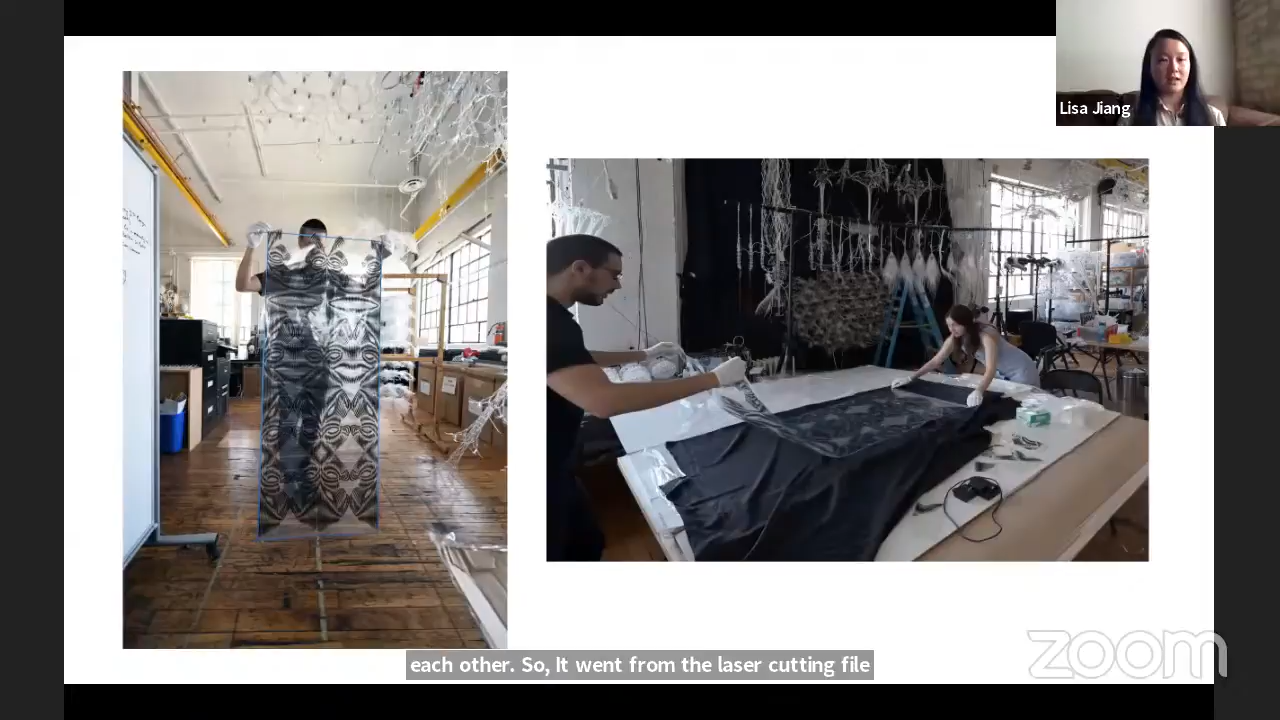 Lisa Jiang
each other. So, It went from the laser cutting file
zoom